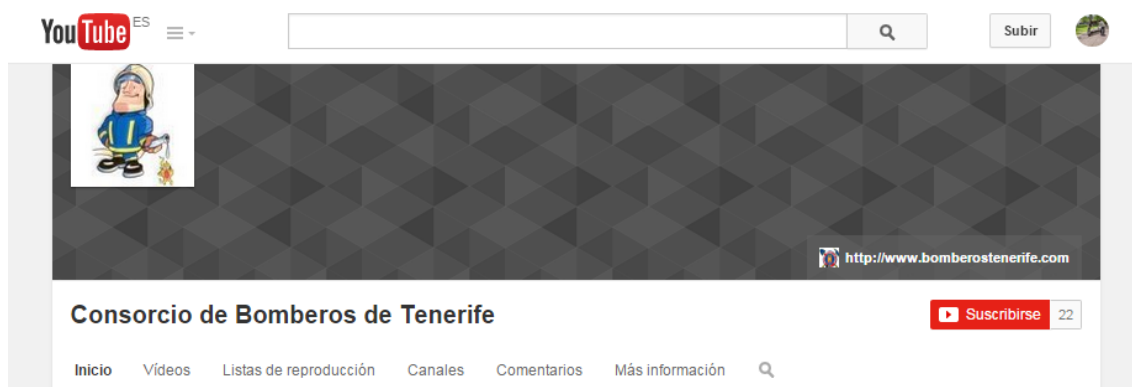 YouTube ES
Subir
http://www.bomberostenerife.com
Consorcio de Bomberos de Tenerife
Suscribirse 22
Inicio Vídeos Listas de reproducción Canales Comentarios Más información